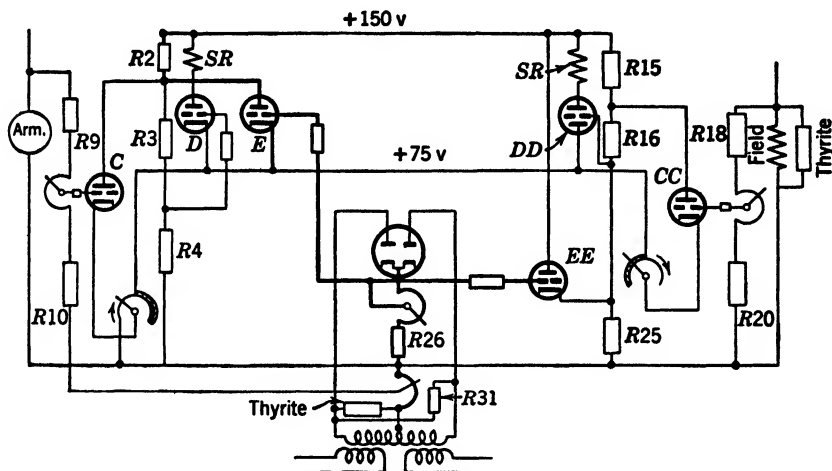 +150 v
R2
SR
SR
R15
Arm.
R9
R3
D
E
DD
R16
R18
Field
Thyrite
C
+75 v
CC
R4
EE
R10
R26
R25
R20
Thyrite
R31